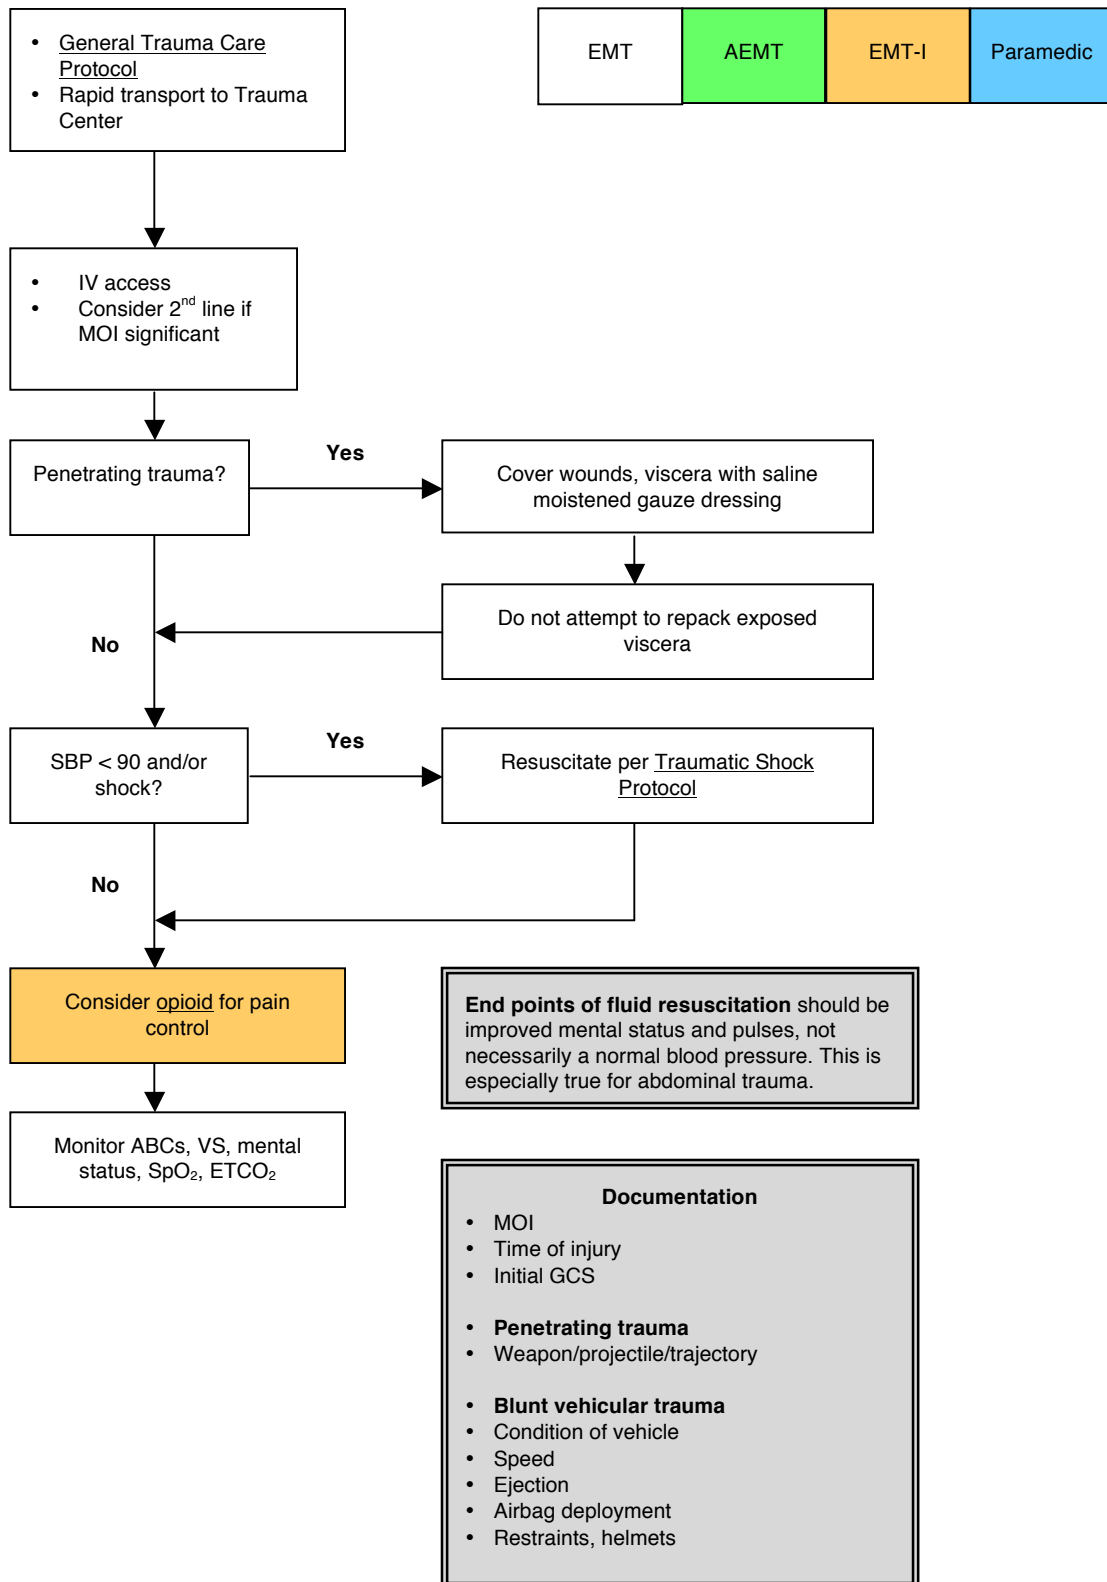 • General Trauma Care
Protocol
• Rapid transport to Trauma
Center
EMT
AEMT
EMT-I
Paramedic
• IV access
• Consider 2nd line if
MOI significant
Penetrating trauma?
Yes
Cover wounds, viscera with saline
moistened gauze dressing
Do not attempt to repack exposed
viscera
No
SBP < 90 and/or
shock?
Yes
Resuscitate per Traumatic Shock
Protocol
No
Consider opioid for pain
control
End points of fluid resuscitation should be
improved mental status and pulses, not
necessarily a normal blood pressure. This is
especially true for abdominal trauma.
Monitor ABCs, VS, mental
status, SpO₂, ETCO₂
Documentation
• MOI
• Time of injury
• Initial GCS
• Penetrating trauma
• Weapon/projectile/trajectory
• Blunt vehicular trauma
• Condition of vehicle
• Speed
• Ejection
• Airbag deployment
• Restraints, helmets